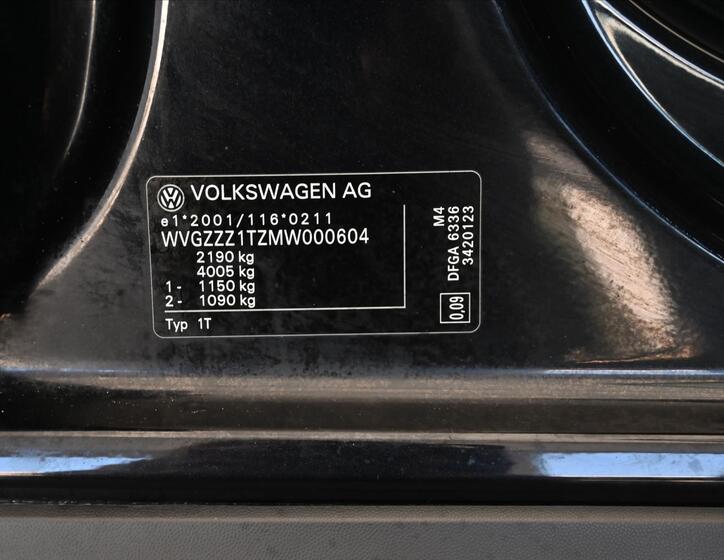 VOLKSWAGEN AG
e1*2001/116*0211
WVGZZZ1TZMW000604
2190 kg
4005 kg
1- 1150 kg
2- 1090 kg
Typ 1T
M4
DFGA 6336
3420123
0,09